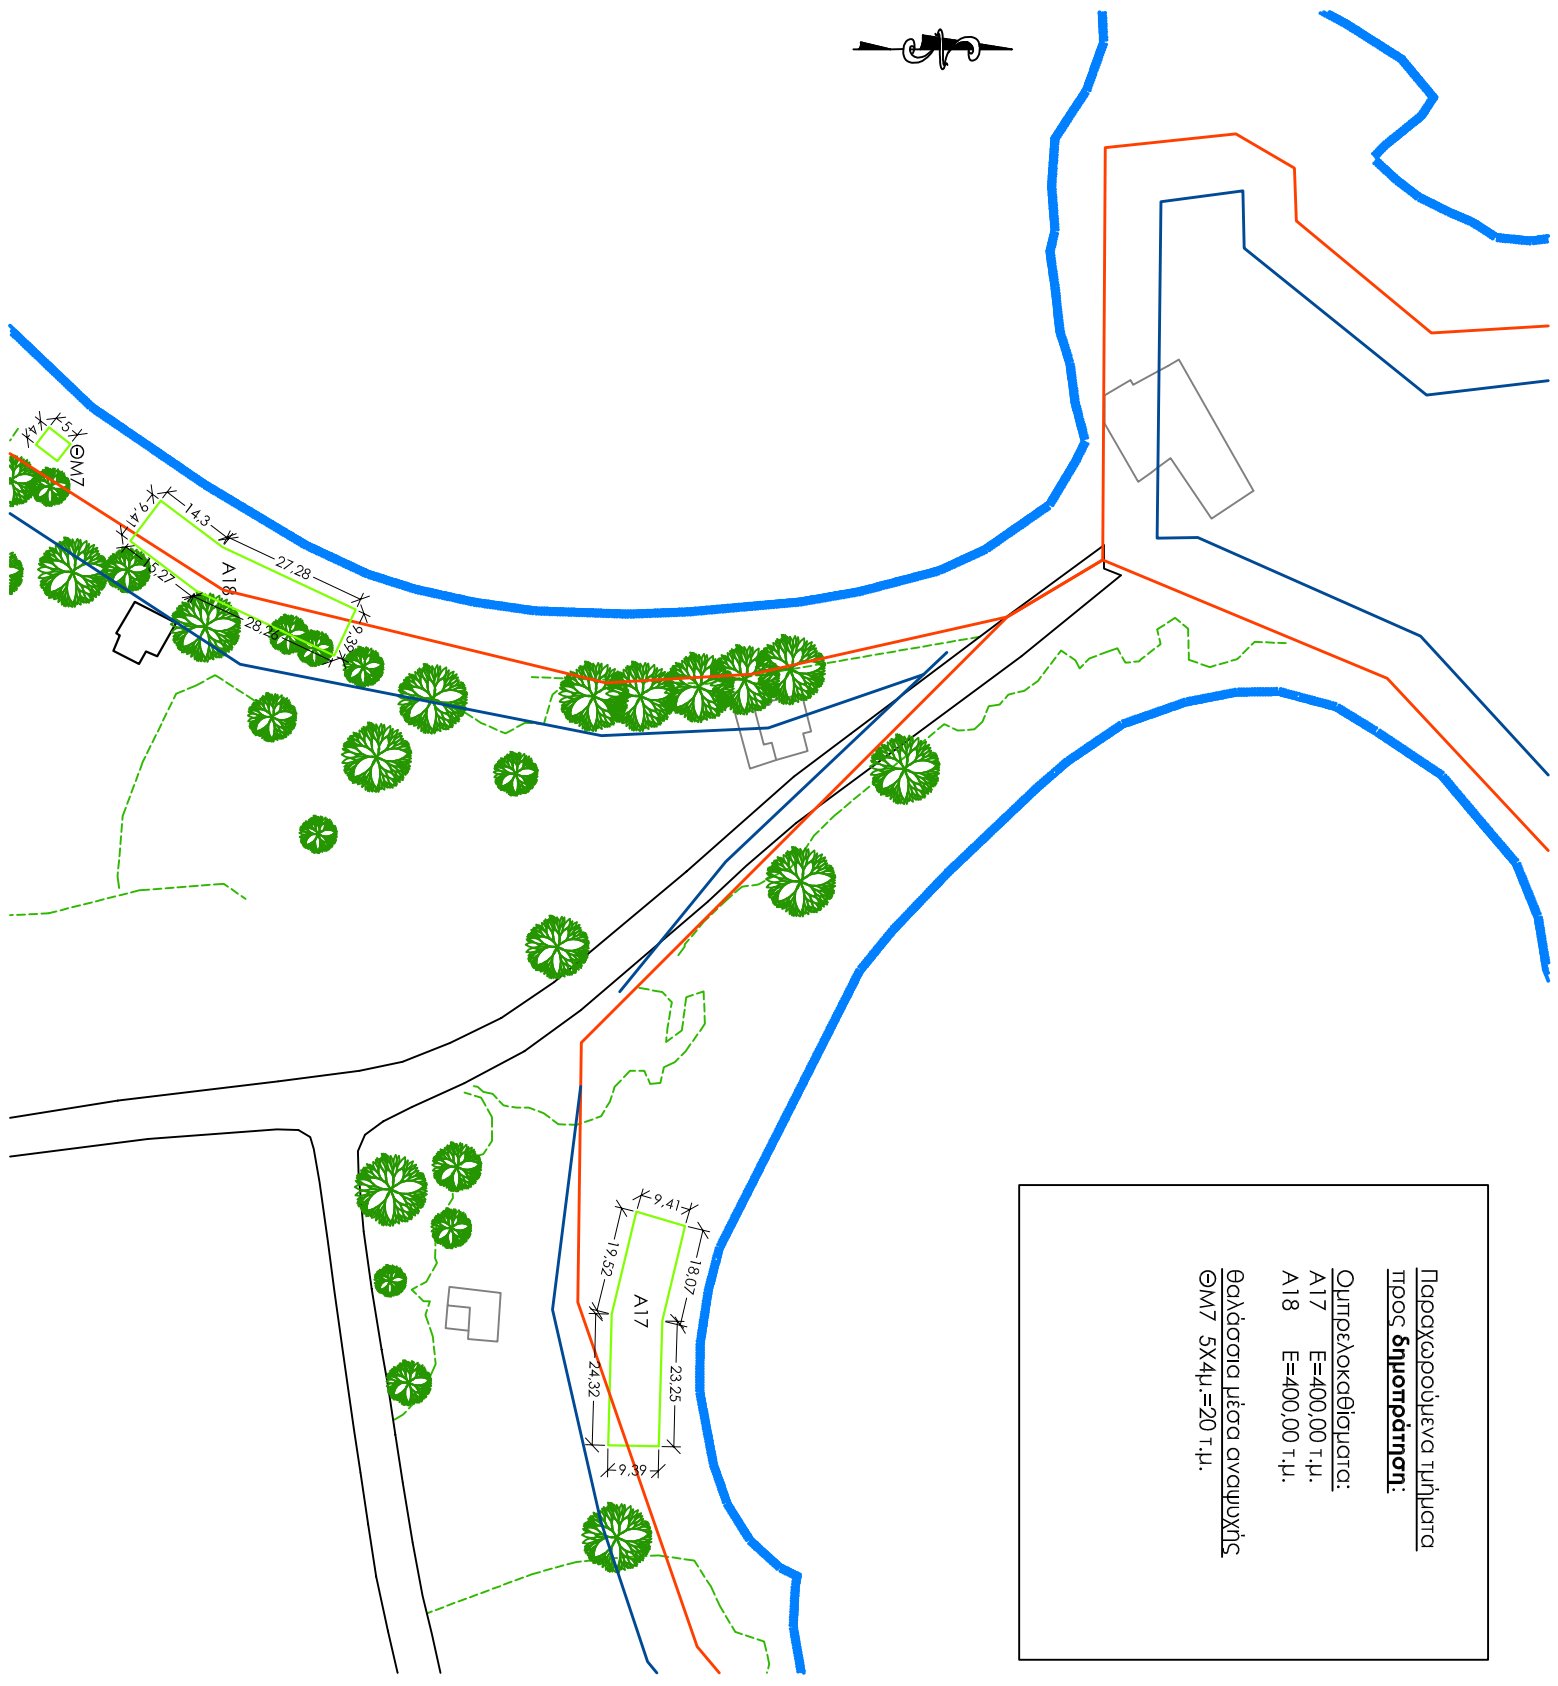 Παραχωρούμενα τμήματα
προς δημοπράτηση:
Ομπρελοκαθίσματα:
Α17 Ε=400,00 τ.μ.
Α18 Ε=400,00 τ.μ.
θαλάσσια μέσα αναψυχής
ΘΜ7 5Χ4μ.=20 τ.μ.
5
4
ΘΜ7
9,41
14,3
27,28
Α18
15,27
28,26
9,39
9,41
19,52
18,07
Α17
24,32
23,25
9,39